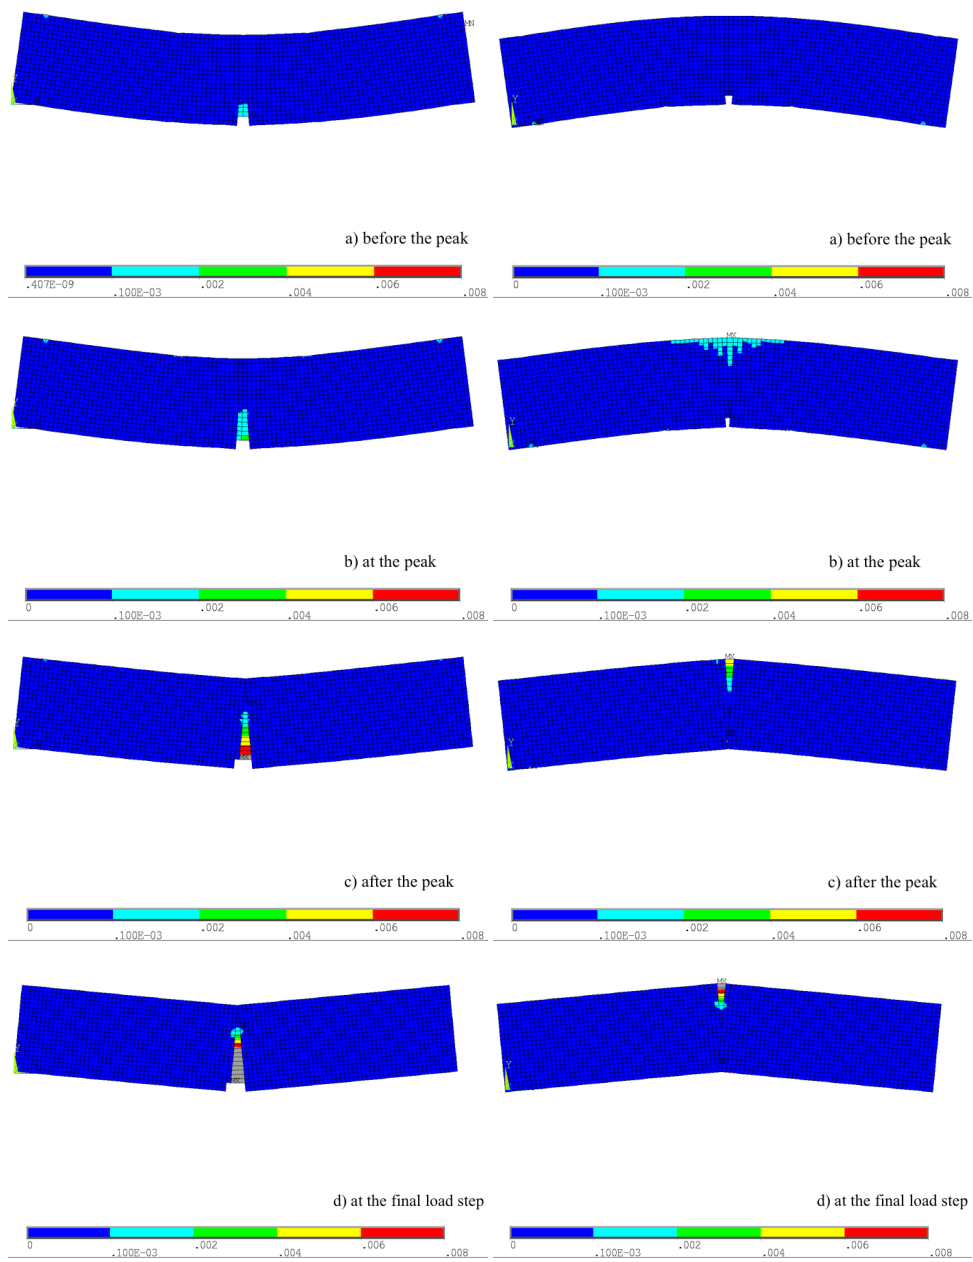 MN
Y
a) before the peak
.407E-09 .100E-03 .002 .004 .006 .008
Y
a) before the peak
0 .100E-03 .002 .004 .006 .008
Y
b) at the peak
0 .100E-03 .002 .004 .006 .008
MX
Y
b) at the peak
0 .100E-03 .002 .004 .006 .008
Y
c) after the peak
0 .100E-03 .002 .004 .006 .008
MX
Y
c) after the peak
0 .100E-03 .002 .004 .006 .008
Y
d) at the final load step
0 .100E-03 .002 .004 .006 .008
MX
Y
d) at the final load step
0 .100E-03 .002 .004 .006 .008